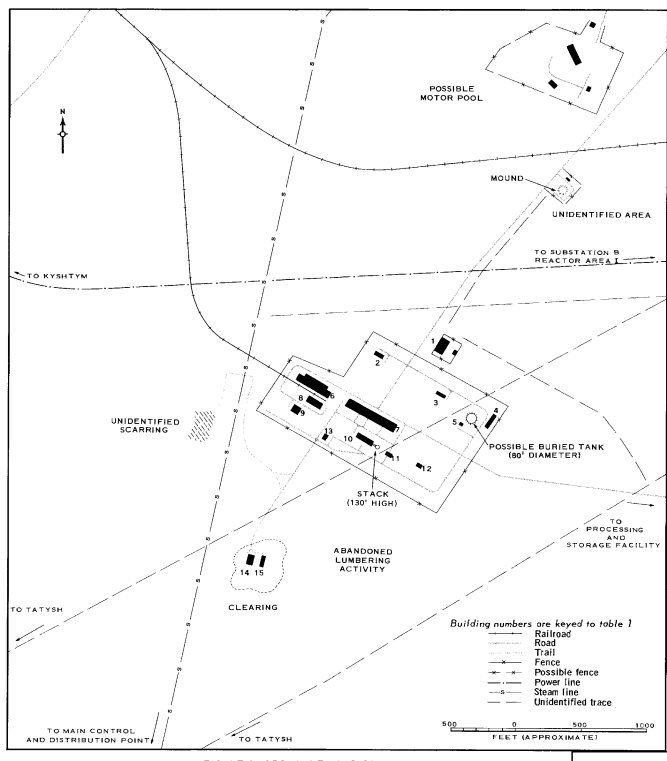 N
POSSIBLE
MOTOR POOL
MOUND
UNIDENTIFIED AREA
TO KYSHTYM
TO SUBSTATION B
REACTOR AREA I
1
2
3
4
5
6
7
8
9
10
11
12
13
UNIDENTIFIED
SCARRING
POSSIBLE BURIED TANK
(80' DIAMETER)
STACK
(130' HIGH)
TO
PROCESSING
AND
STORAGE FACILITY
ABANDONED
LUMBERING
ACTIVITY
14 15
CLEARING
TO TATYSH
Building numbers are keyed to table 1
Railroad
Road
Trail
Fence
Possible fence
Power line
S Steam line
Unidentified trace
500 0 500 1000
FEET (APPROXIMATE)
TO MAIN CONTROL
AND DISTRIBUTION POINT
TO TATYSH